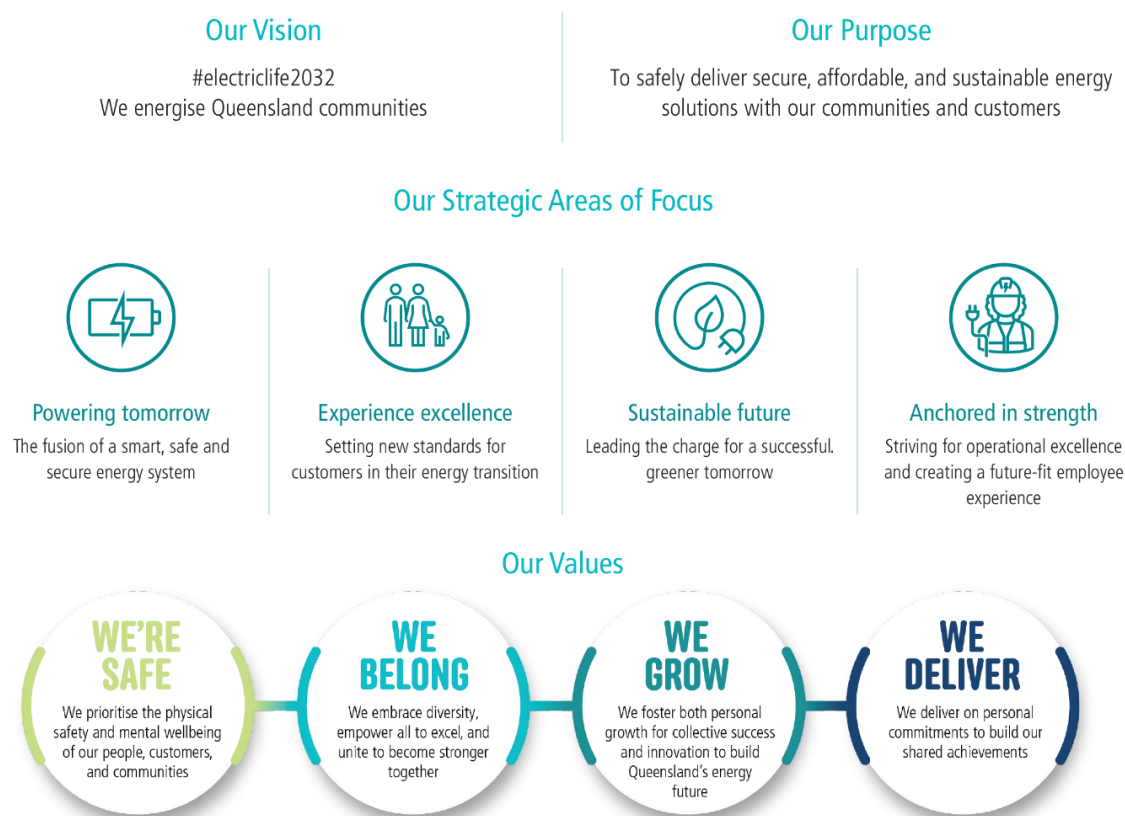 Our Vision
#electriclife2032
We energise Queensland communities
Our Purpose
To safely deliver secure, affordable, and sustainable energy
solutions with our communities and customers
Our Strategic Areas of Focus
Powering tomorrow
The fusion of a smart, safe and
secure energy system
Experience excellence
Setting new standards for
customers in their energy transition
Sustainable future
Leading the charge for a successful.
greener tomorrow
Anchored in strength
Striving for operational excellence
and creating a future-fit employee
experience
Our Values
WE'RE
SAFE
We prioritise the physical
safety and mental wellbeing
of our people, customers,
and communities
WE
BELONG
We embrace diversity,
empower all to excel, and
unite to become stronger
together
WE
GROW
We foster both personal
growth for collective success
and innovation to build
Queensland's energy
future
WE
DELIVER
We deliver on personal
commitments to build our
shared achievements